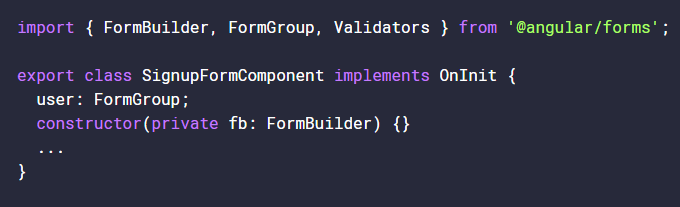 import { FormBuilder, FormGroup, Validators } from '@angular/forms';
export class SignupFormComponent implements OnInit {
user: FormGroup;
constructor(private fb: FormBuilder) {}
...
}